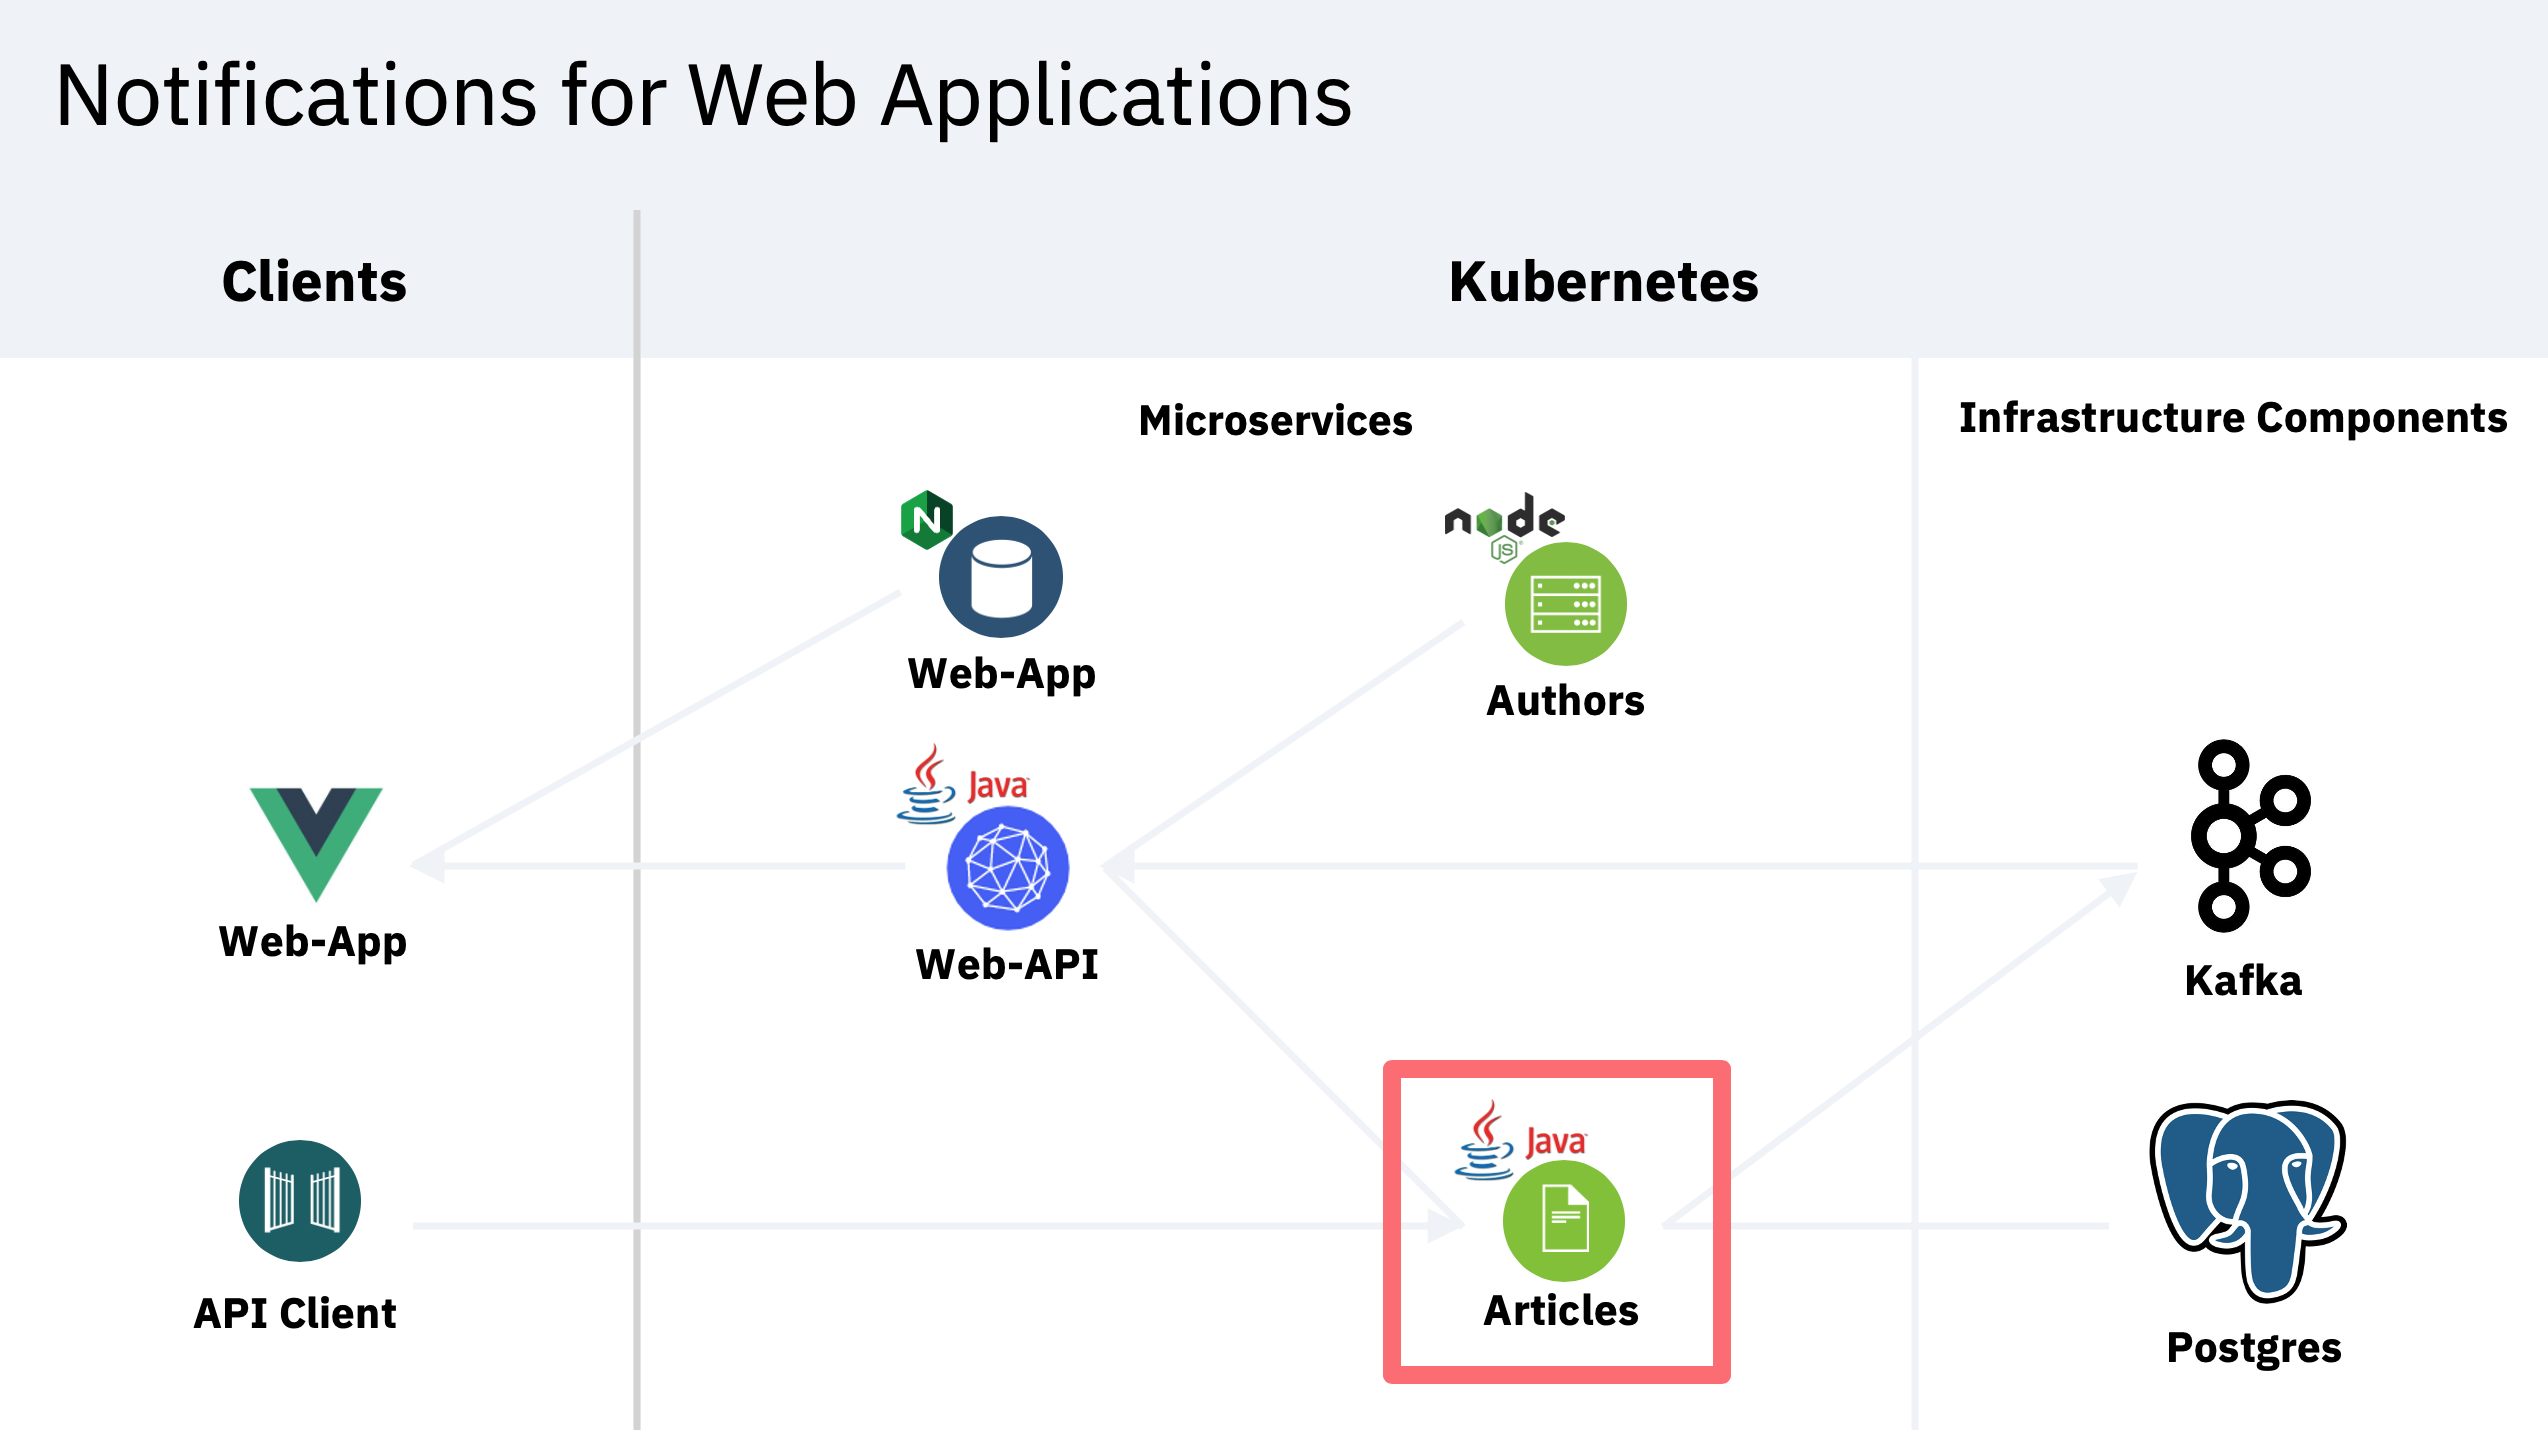 Notifications for Web Applications
Clients
Kubernetes
Microservices
Infrastructure Components
N
node
JS
Web-App
Authors
Java
Web-App
Web-API
Kafka
Java
API Client
Articles
Postgres